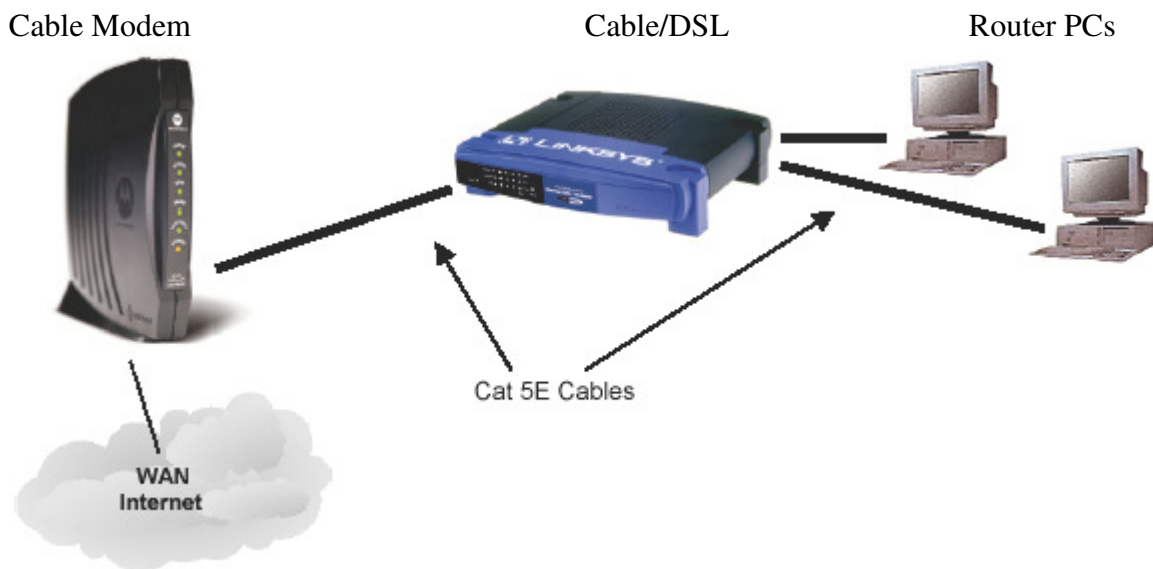 Cable Modem
Cable/DSL
Router PCs
LINKSYS
Cat 5E Cables
WAN
Internet